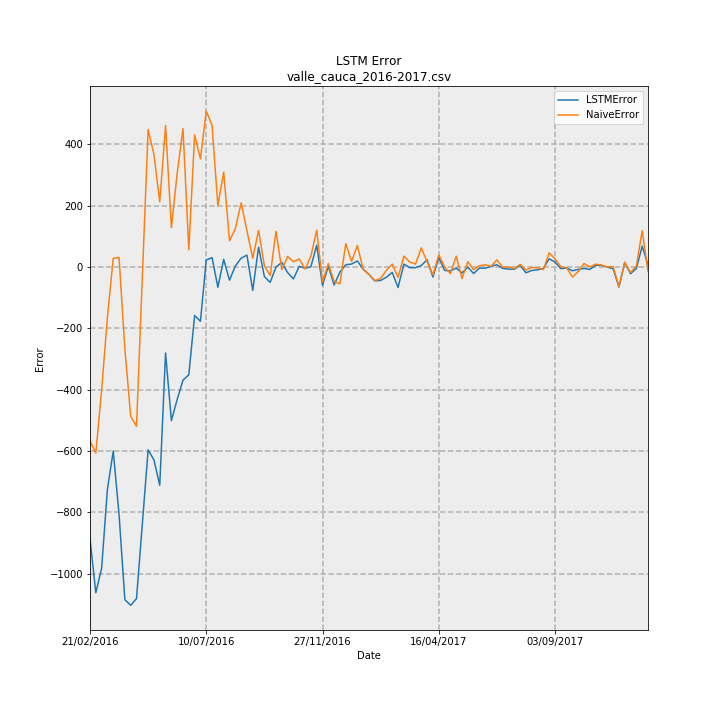 LSTM Error
valle_cauca_2016-2017.csv
LSTMError
NaiveError
400
200
0
−200
−400
−600
−800
−1000
Error
21/02/2016
10/07/2016
27/11/2016
16/04/2017
03/09/2017
Date